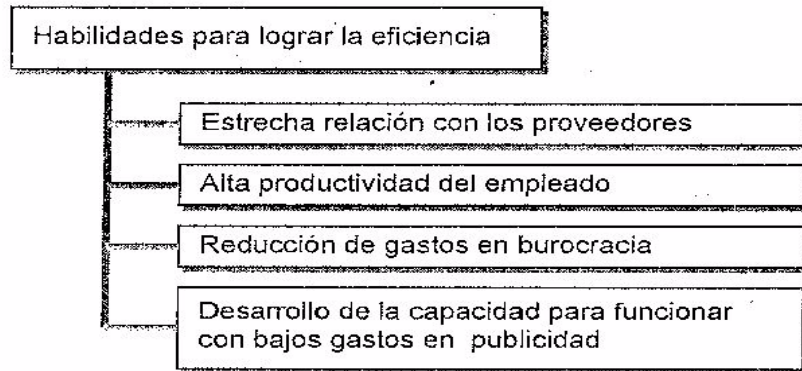 Habilidades para lograr la eficiencia
Estrecha relación con los proveedores
Alta productividad del empleado
Reducción de gastos en burocracia
Desarrollo de la capacidad para funcionar
con bajos gastos en publicidad